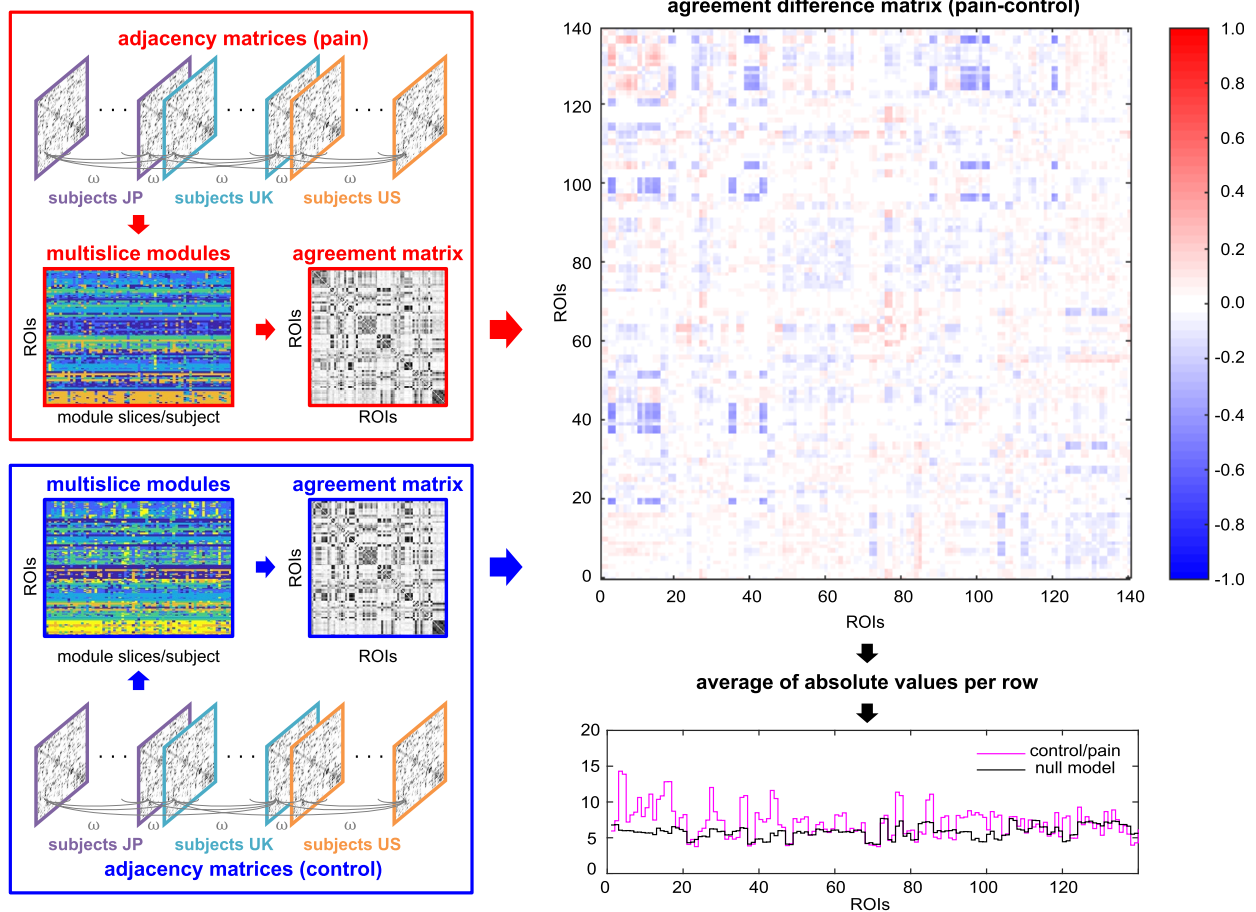 adjacency matrices (pain)
. . . . . . . . .
ω ω ω ω ω
subjects JP subjects UK subjects US
multislice modules agreement matrix
ROIs
ROIs
module slices/subject ROIs
multislice modules agreement matrix
ROIs
ROIs
module slices/subject ROIs
. . . . . . . . .
ω ω ω ω ω
subjects JP subjects UK subjects US
adjacency matrices (control)
agreement difference matrix (pain-control)
140
120
100
80
60
40
20
0
ROIs
0 20 40 60 80 100 120 140
ROIs
1.0
0.8
0.6
0.4
0.2
0.0
-0.2
-0.4
-0.6
-0.8
-1.0
average of absolute values per row
20
15
10
5
0
control/pain
null model
0 20 40 60 80 100 120
ROIs